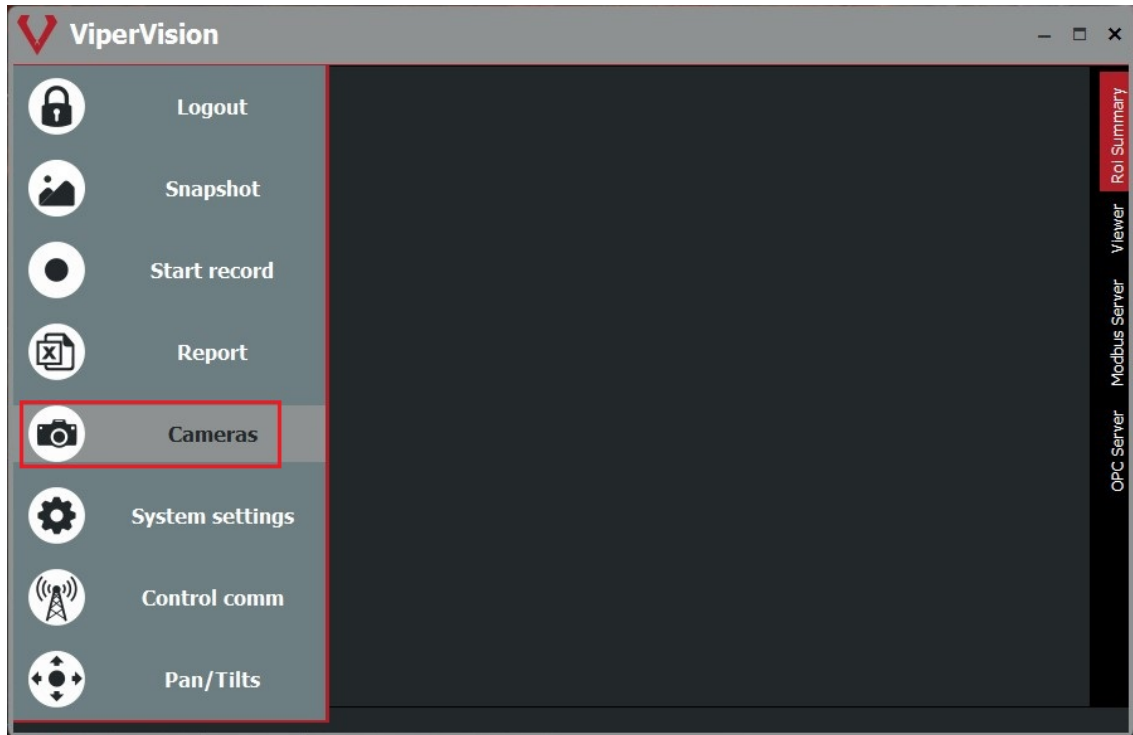 ViperVision
Logout
Snapshot
Start record
Report
Cameras
System settings
Control comm
Pan/Tilts
RoI Summary
Viewer
Modbus Server
OPC Server